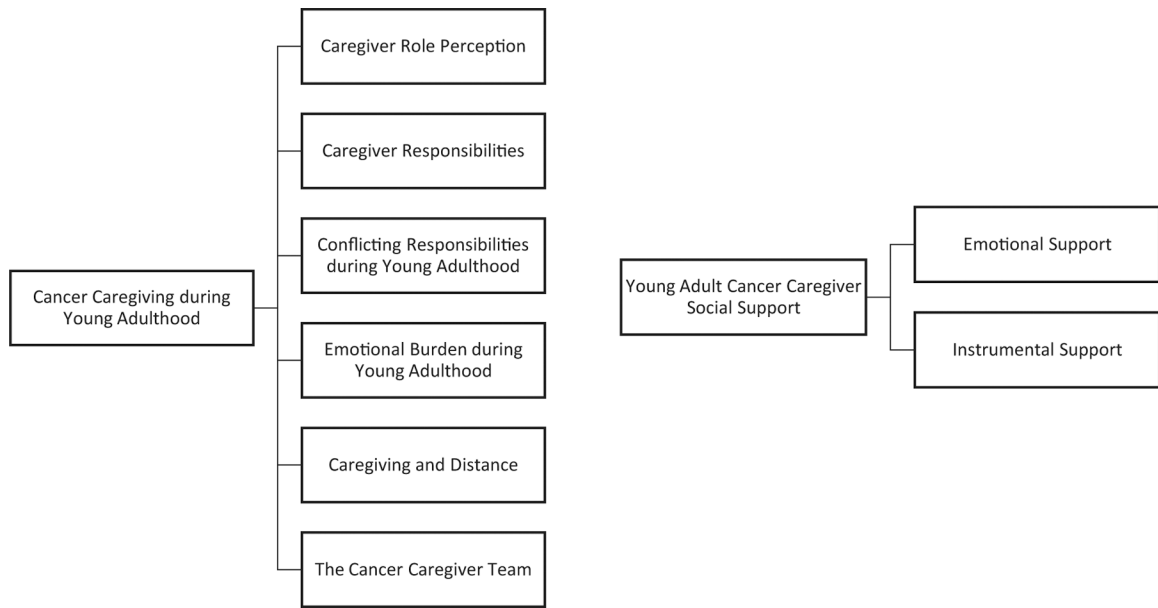 Cancer Caregiving during
Young Adulthood
Caregiver Role Perception
Caregiver Responsibilities
Conflicting Responsibilities
during Young Adulthood
Emotional Burden during
Young Adulthood
Caregiving and Distance
The Cancer Caregiver Team
Young Adult Cancer Caregiver
Social Support
Emotional Support
Instrumental Support